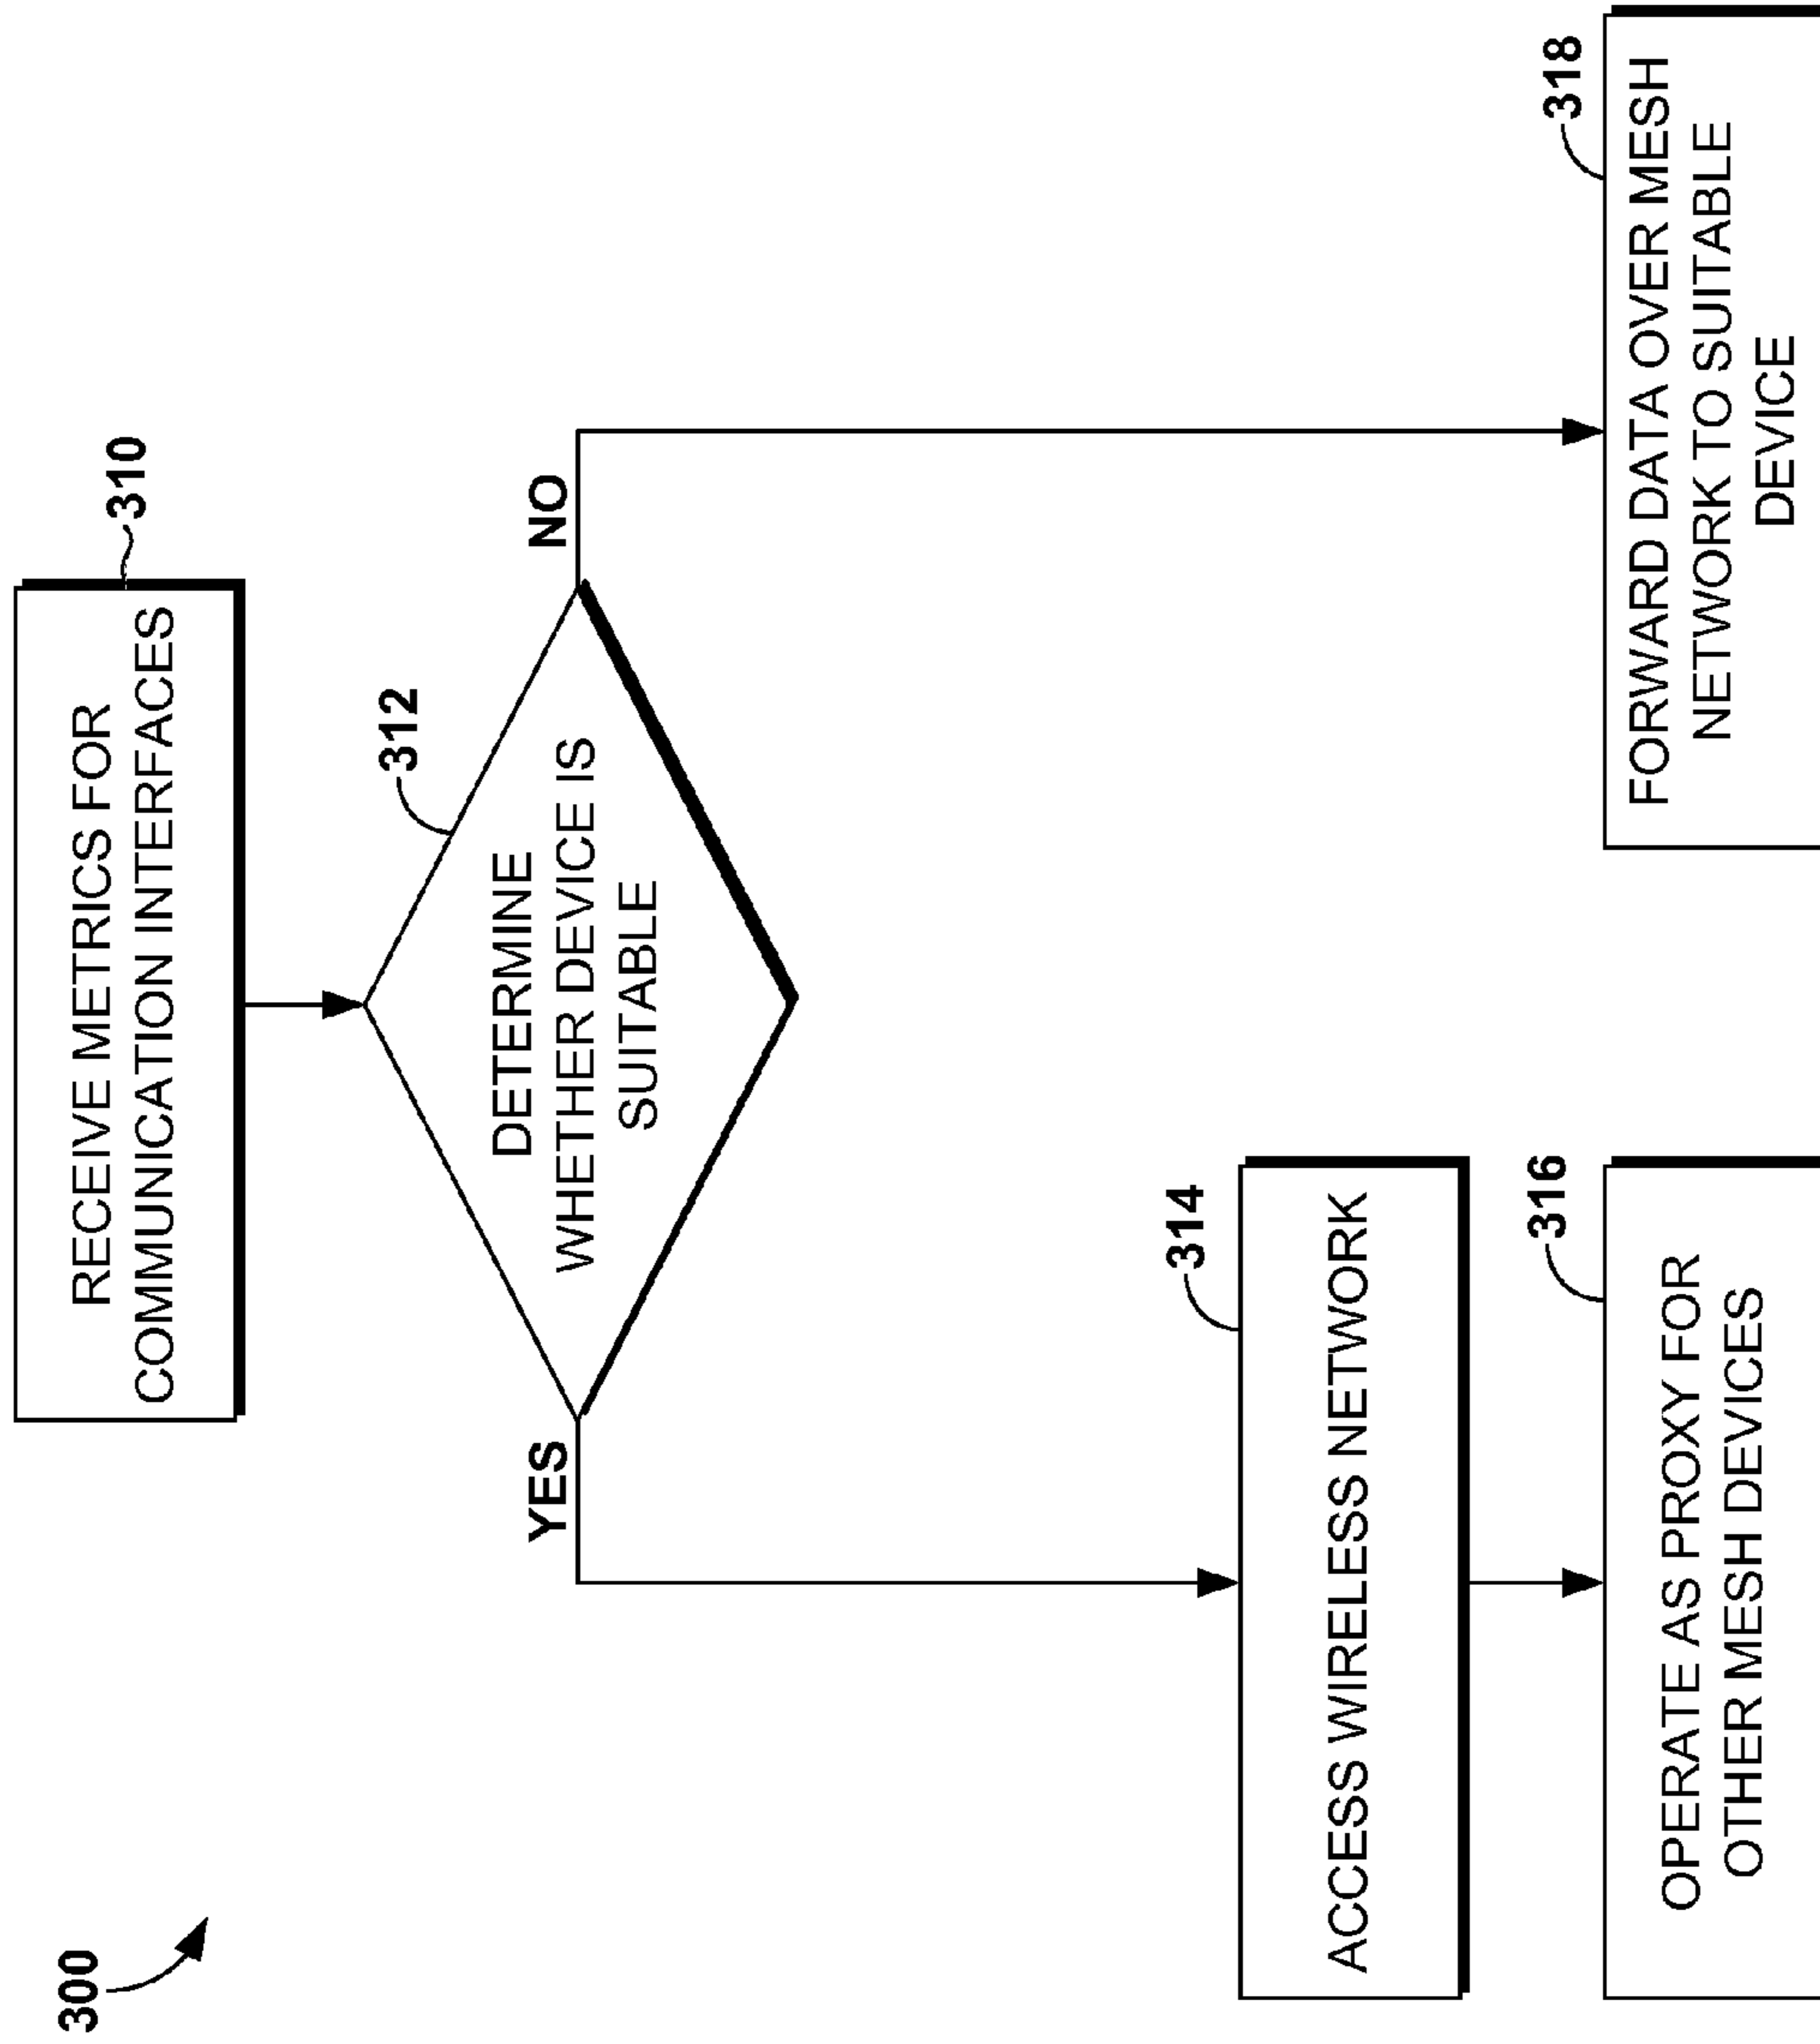 300
RECEIVE METRICS FOR
COMMUNICATION INTERFACES
310
DETERMINE
WHETHER DEVICE IS
SUITABLE
312
YES
NO
ACCESS WIRELESS NETWORK
314
OPERATE AS PROXY FOR
OTHER MESH DEVICES
316
FORWARD DATA OVER MESH
NETWORK TO SUITABLE
DEVICE
318